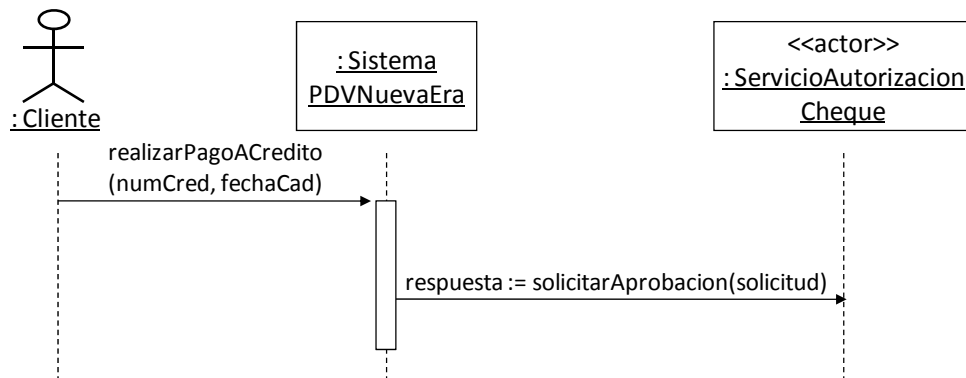 : Cliente
: Sistema
PDVNuevaEra
<<actor>>
: ServicioAutorizacion
Cheque
realizarPagoACredito
(numCred, fechaCad)
respuesta := solicitarAprobacion(solicitud)